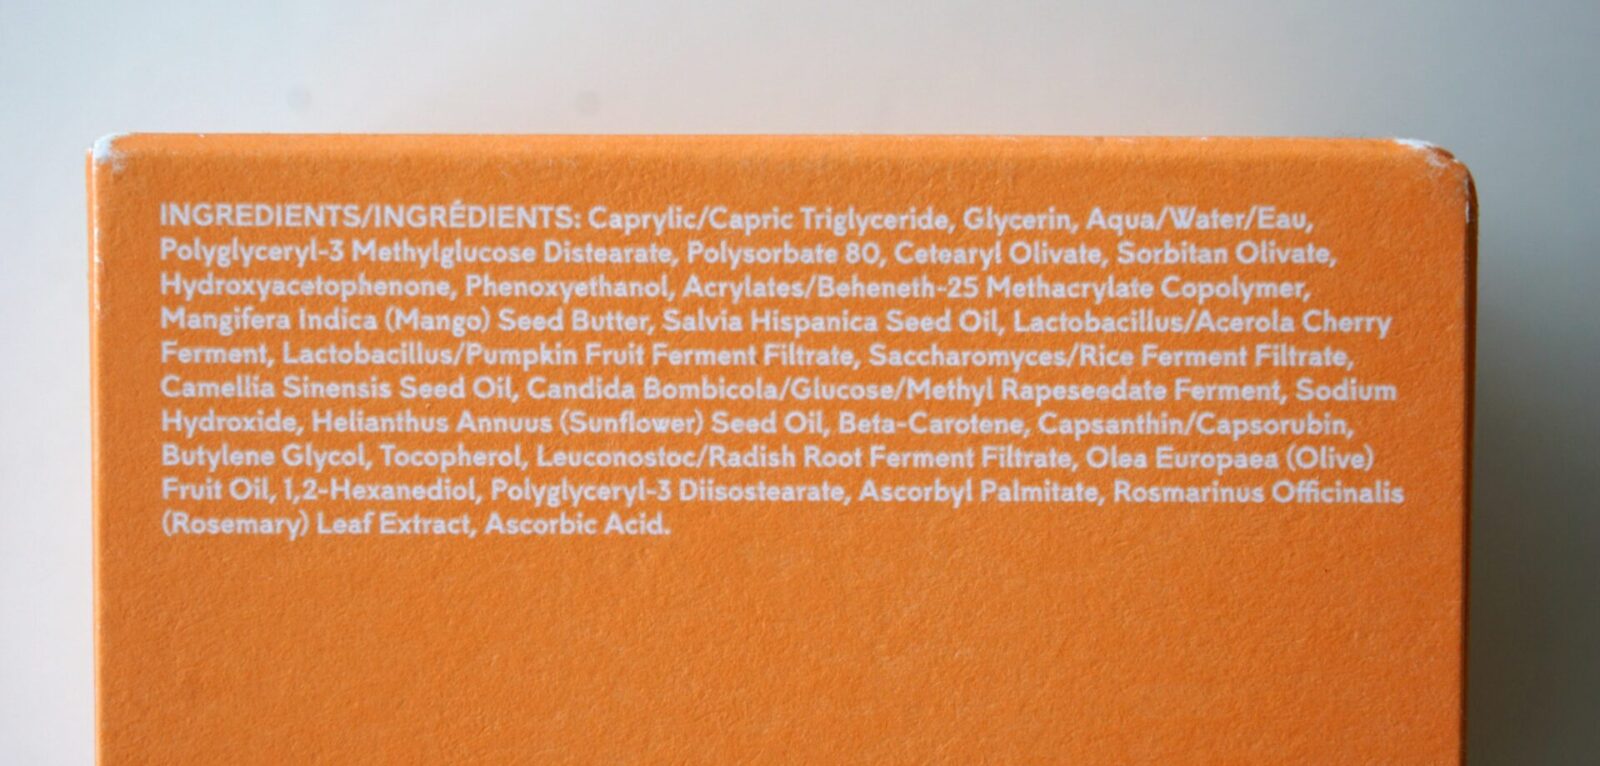 INGREDIENTS/INGRÉDIENTS: Caprylic/Capric Triglyceride, Glycerin, Aqua/Water/Eau,
Polyglyceryl-3 Methylglucose Distearate, Polysorbate 80, Cetearyl Olivate, Sorbitan Olivate,
Hydroxyacetophenone, Phenoxyethanol, Acrylates/Beheneth-25 Methacrylate Copolymer,
Mangifera Indica (Mango) Seed Butter, Salvia Hispanica Seed Oil, Lactobacillus/Acerola Cherry
Ferment, Lactobacillus/Pumpkin Fruit Ferment Filtrate, Saccharomyces/Rice Ferment Filtrate,
Camellia Sinensis Seed Oil, Candida Bombicola/Glucose/Methyl Rapeseedate Ferment, Sodium
Hydroxide, Helianthus Annuus (Sunflower) Seed Oil, Beta-Carotene, Capsanthin/Capsorubin,
Butylene Glycol, Tocopherol, Leuconostoc/Radish Root Ferment Filtrate, Olea Europaea (Olive)
Fruit Oil, 1,2-Hexanediol, Polyglyceryl-3 Diisostearate, Ascorbyl Palmitate, Rosmarinus Officinalis
(Rosemary) Leaf Extract, Ascorbic Acid.